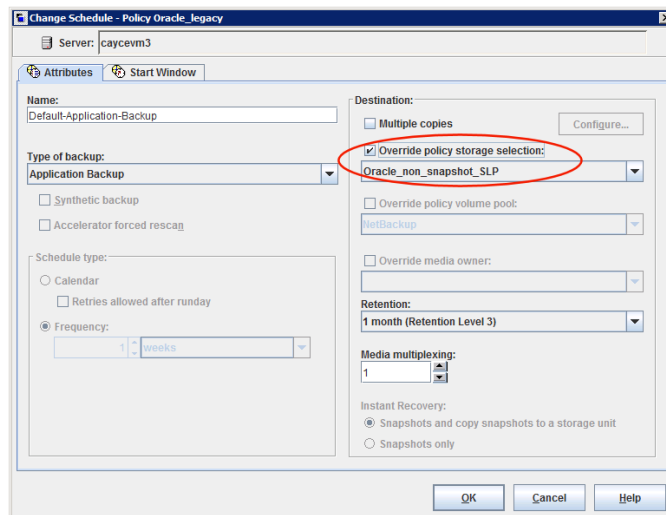 Change Schedule - Policy Oracle_legacy
Server: caycevm3
Attributes
Start Window
Name:
Default-Application-Backup
Type of backup:
Application Backup
Synthetic backup
Accelerator forced rescan
Schedule type:
Calendar
Retries allowed after runday
Frequency:
1 weeks
Destination:
Multiple copies
Configure...
Override policy storage selection:
Oracle_non_snapshot_SLP
Override policy volume pool:
NetBackup
Override media owner:
Retention:
1 month (Retention Level 3)
Media multiplexing:
1
Instant Recovery:
Snapshots and copy snapshots to a storage unit
Snapshots only
OK
Cancel
Help